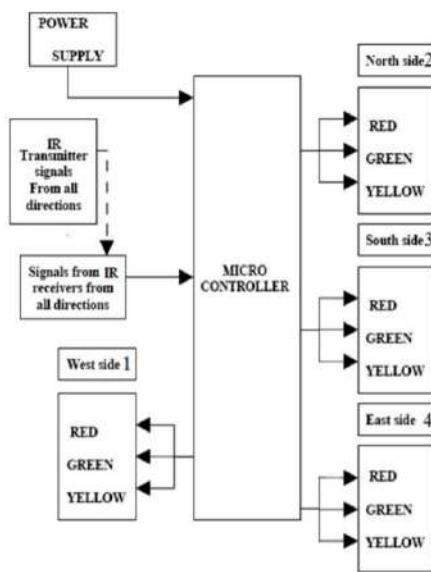 POWER
SUPPLY
North side2
RED
GREEN
YELLOW
IR
Transmitter
signals
From all
directions
Signals from IR
receivers from
all directions
MICRO
CONTROLLER
South side3
RED
GREEN
YELLOW
West side 1
RED
GREEN
YELLOW
East side 4
RED
GREEN
YELLOW